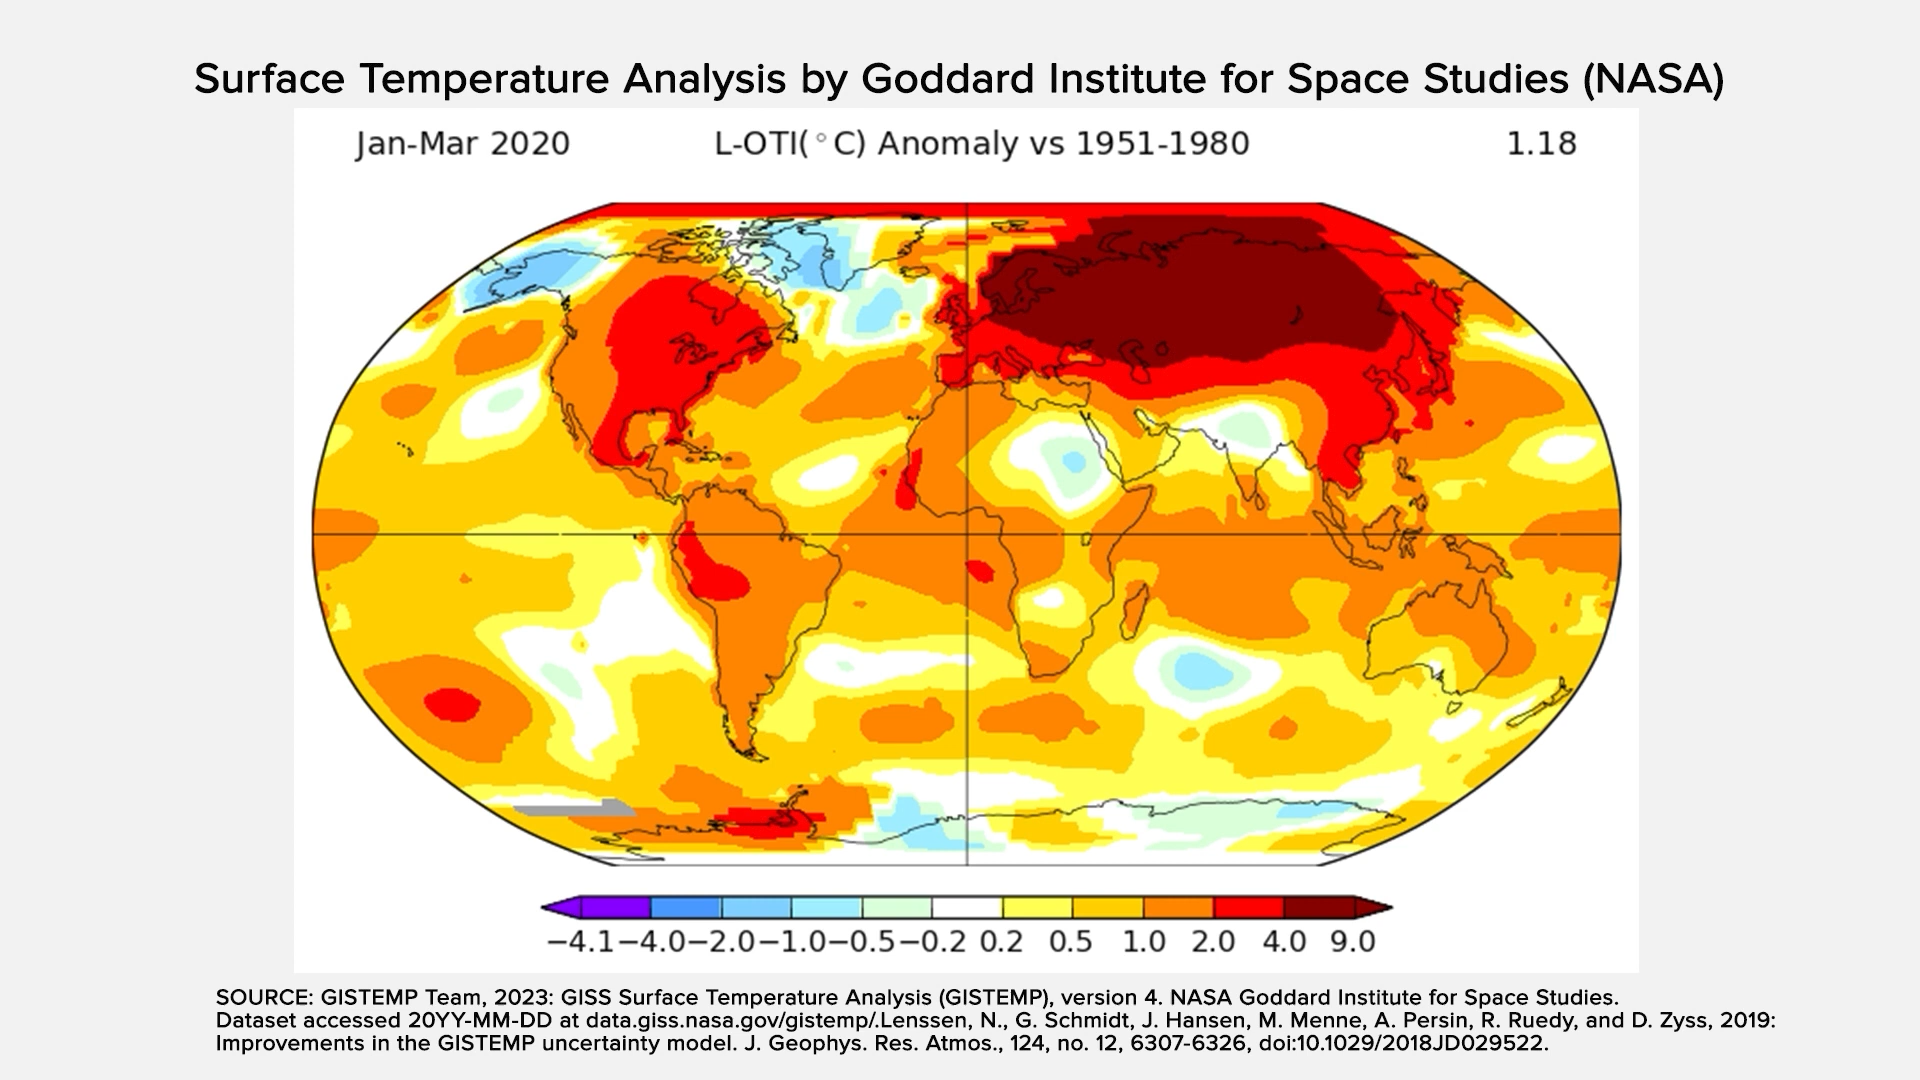 Surface Temperature Analysis by Goddard Institute for Space Studies (NASA)
Jan-Mar 2020 L-OTI(°C) Anomaly vs 1951-1980 1.18
−4.1 −4.0 −2.0 −1.0 −0.5 −0.2 0.2 0.5 1.0 2.0 4.0 9.0
SOURCE: GISTEMP Team, 2023: GISS Surface Temperature Analysis (GISTEMP), version 4. NASA Goddard Institute for Space Studies.
Dataset accessed 20YY-MM-DD at data.giss.nasa.gov/gistemp/.Lenssen, N., G. Schmidt, J. Hansen, M. Menne, A. Persin, R. Ruedy, and D. Zyss, 2019:
Improvements in the GISTEMP uncertainty model. J. Geophys. Res. Atmos., 124, no. 12, 6307-6326, doi:10.1029/2018JD029522.